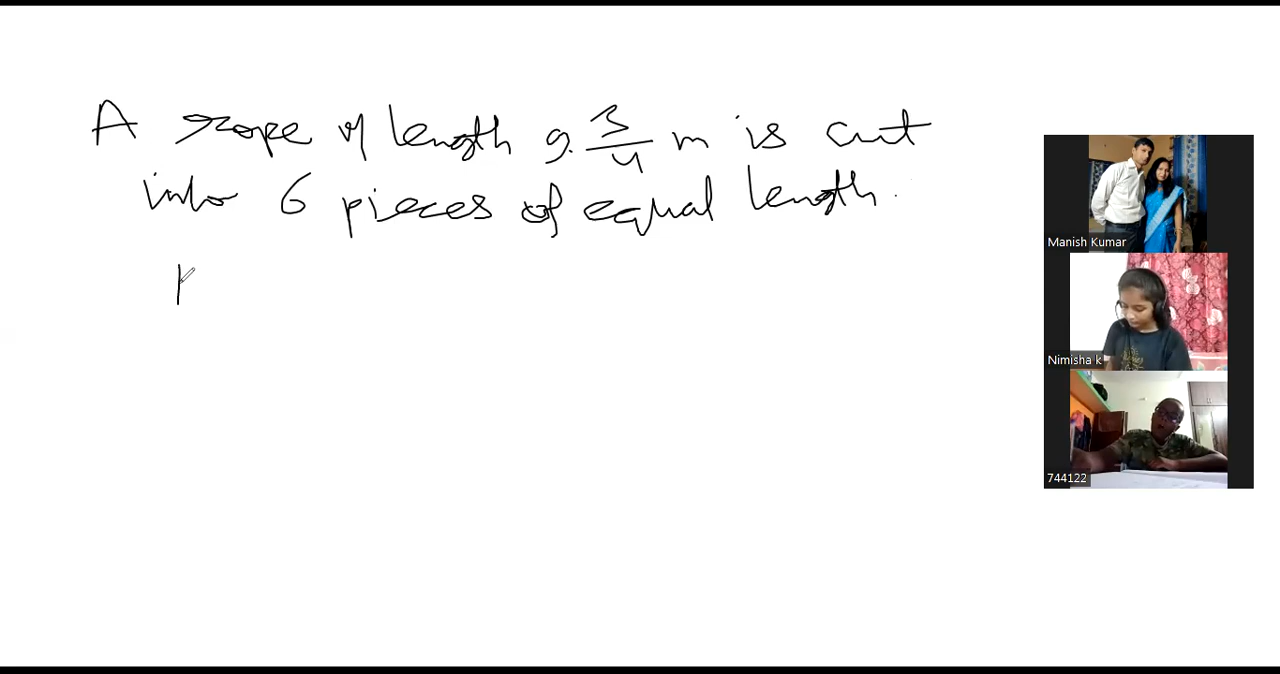 A rope of length 9. 3/4 m is cut
into 6 pieces of equal length.
Manish Kumar
Nimisha k
744122